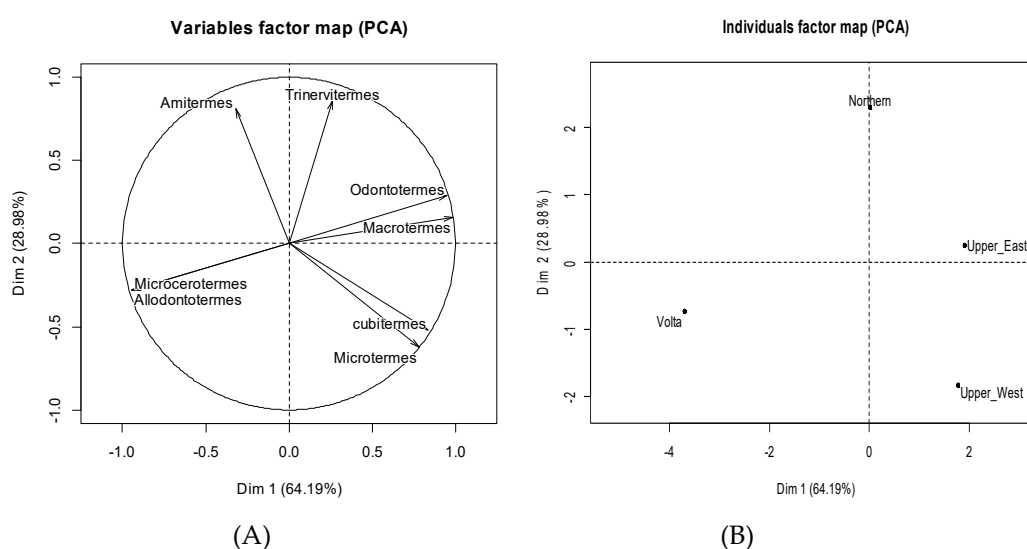 Variables factor map (PCA)
Amitermes
Trinervitermes
Odontotermes
Macrotermes
Microcerotermes
Allodontotermes
cubitermes
Microtermes
1.0
0.5
0.0
-0.5
-1.0
Dim 2 (28.98%)
-1.0 -0.5 0.0 0.5 1.0
Dim 1 (64.19%)
(A)
Individuals factor map (PCA)
Northern
Upper_East
Volta
Upper_West
2
1
0
-1
-2
Dim 2 (28.98%)
-4 -2 0 2
Dim 1 (64.19%)
(B)